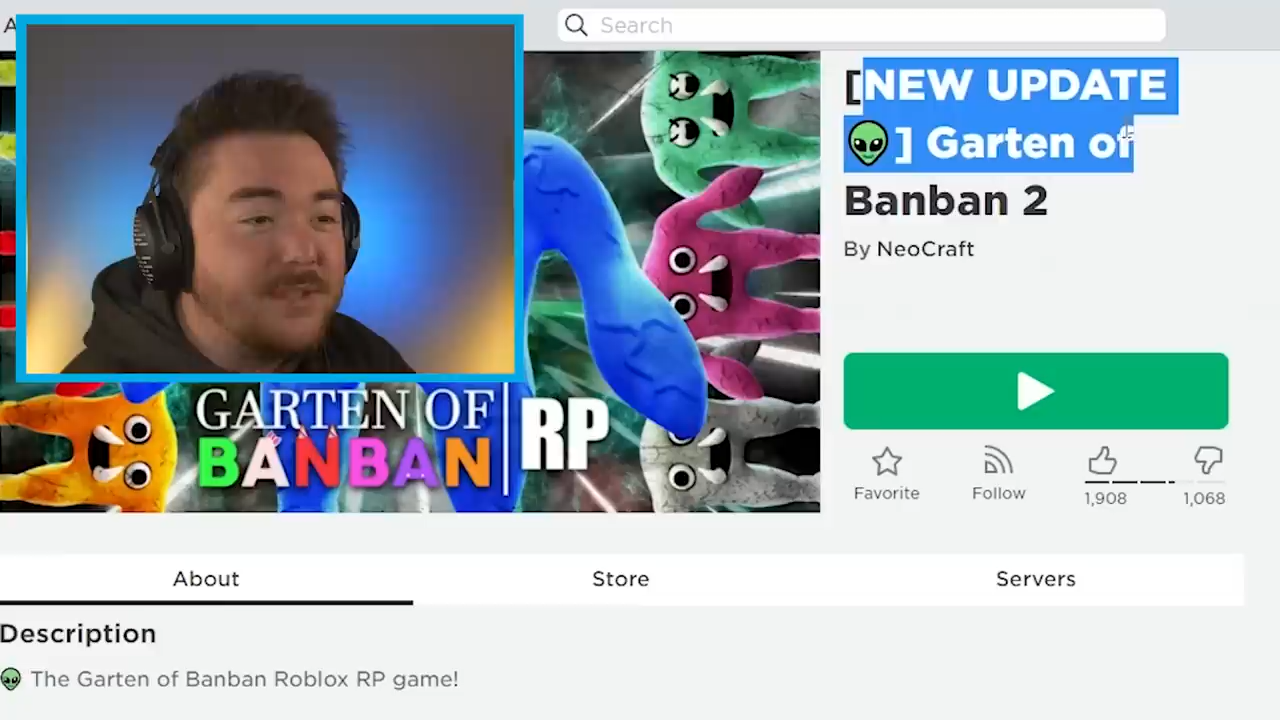 A
Search
[NEW UPDATE
👽] Garten of
Banban 2
By NeoCraft
GARTEN OF
BANBAN
RP
Favorite
Follow
1,908
1,068
About
Store
Servers
Description
👽 The Garten of Banban Roblox RP game!